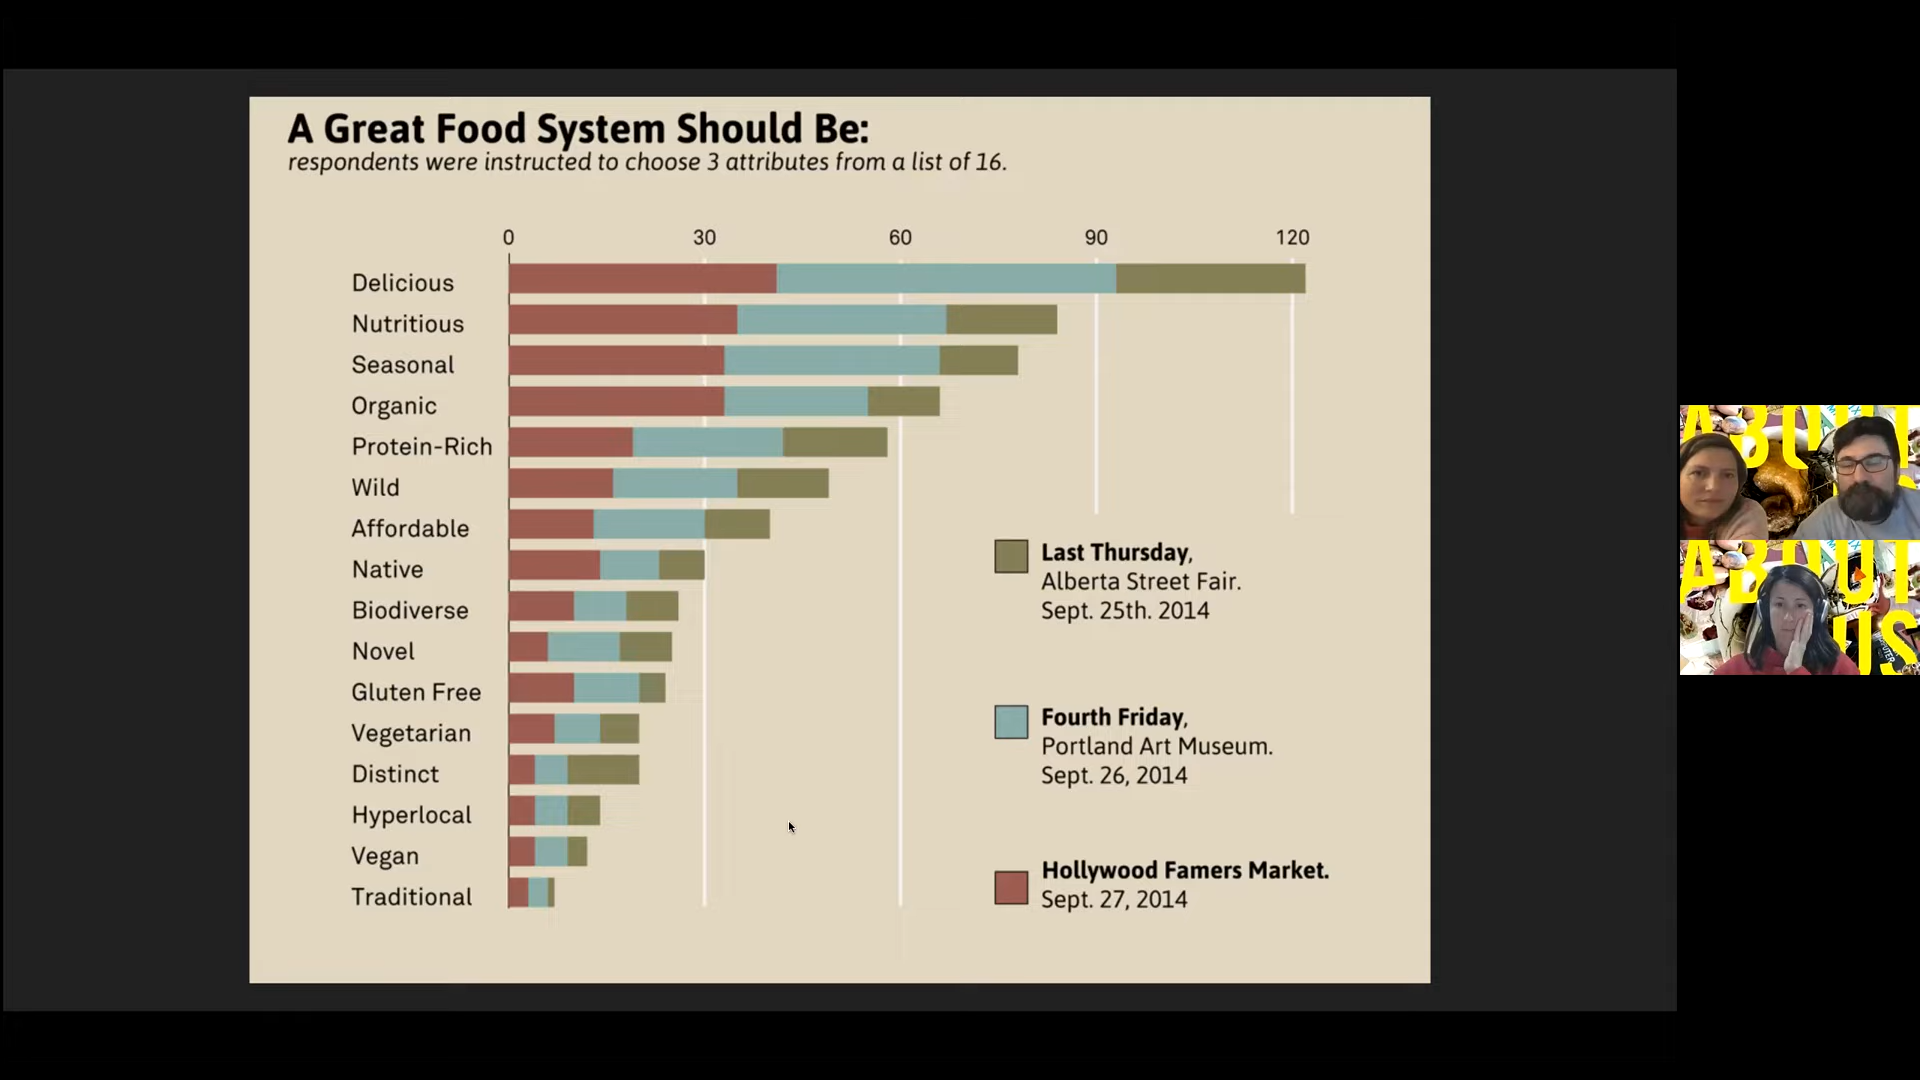 A Great Food System Should Be:
respondents were instructed to choose 3 attributes from a list of 16.
0 30 60 90 120
Delicious
Nutritious
Seasonal
Organic
Protein-Rich
Wild
Affordable
Native
Biodiverse
Novel
Gluten Free
Vegetarian
Distinct
Hyperlocal
Vegan
Traditional
Last Thursday,
Alberta Street Fair.
Sept. 25th. 2014
Fourth Friday,
Portland Art Museum.
Sept. 26, 2014
Hollywood Famers Market.
Sept. 27, 2014
ABOUT
ABOUT
US